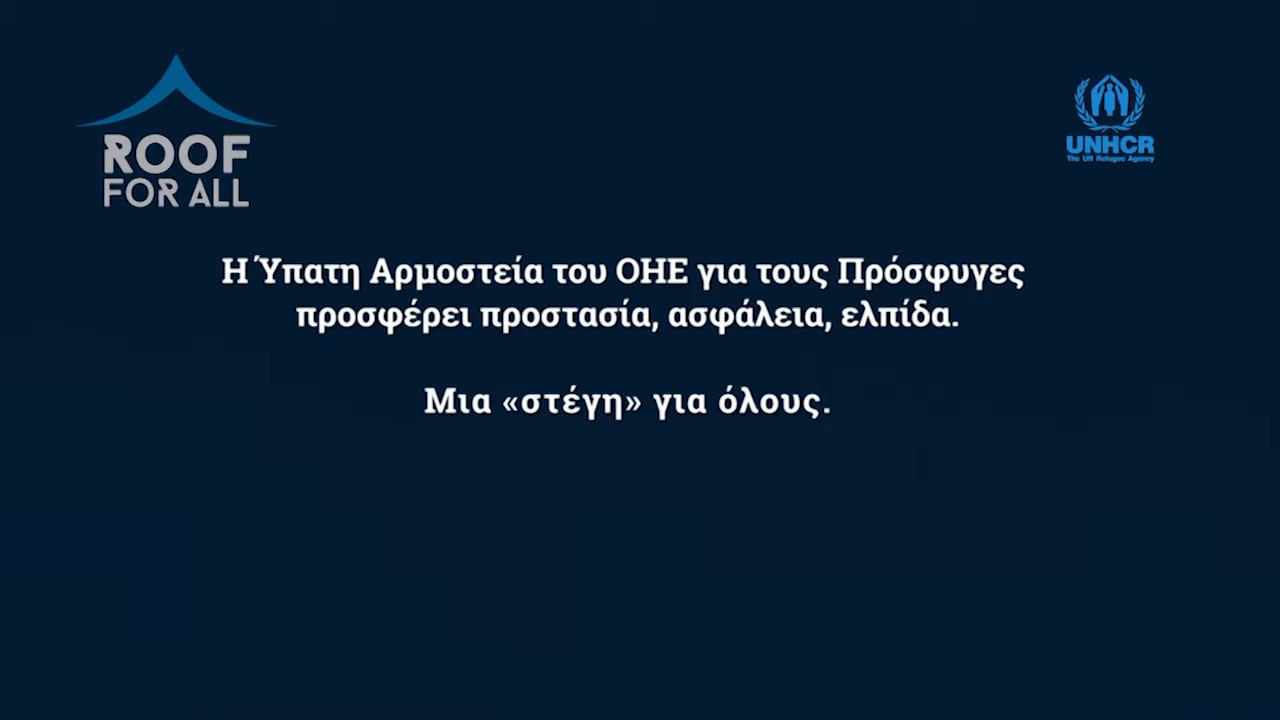 ROOF
FOR ALL
UNHCR
The UN Refugee Agency
Η Ύπατη Αρμοστεία του ΟΗΕ για τους Πρόσφυγες
προσφέρει προστασία, ασφάλεια, ελπίδα.
Μια «στέγη» για όλους.